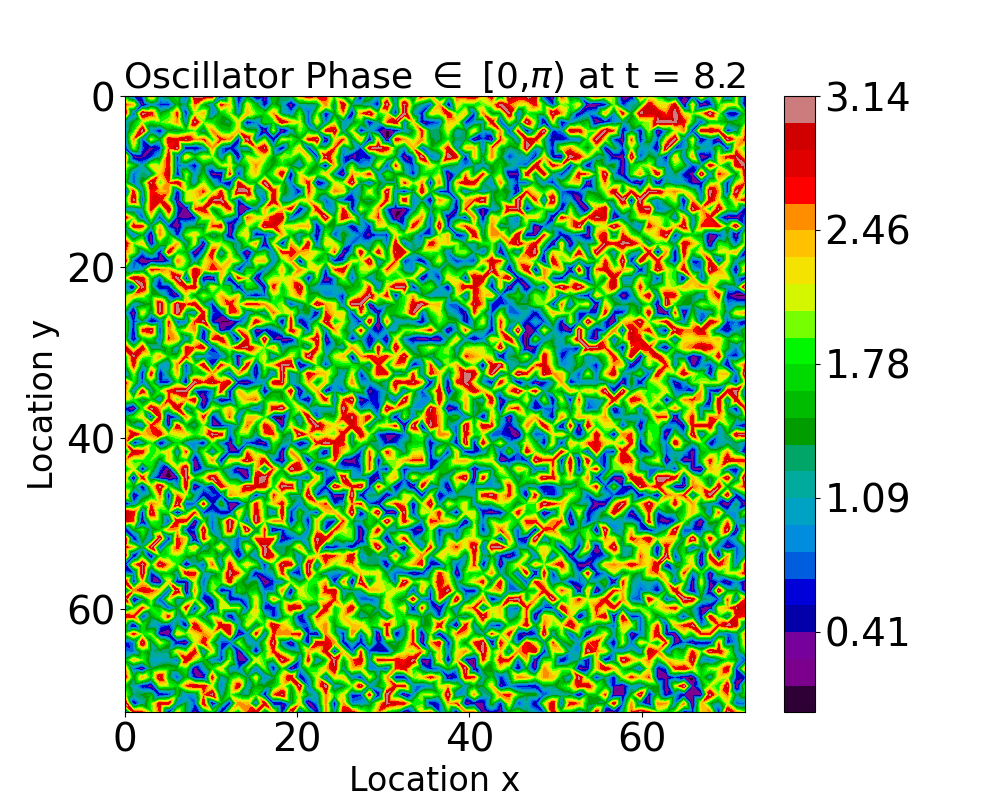 Oscillator Phase ∈ [0,π) at t = 8.2
0
20
40
60
Location y
0 20 40 60
Location x
3.14
2.46
1.78
1.09
0.41